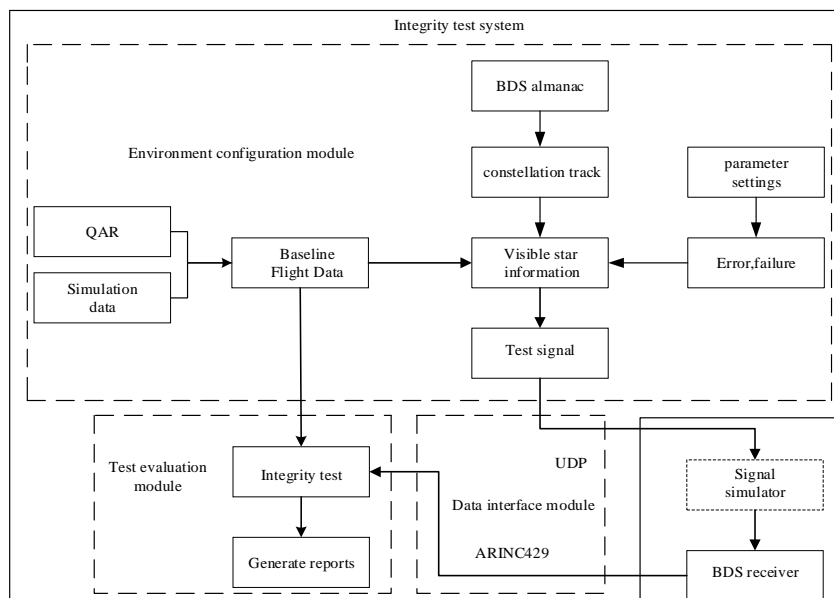 Integrity test system
BDS almanac
Environment configuration module
constellation track
parameter
settings
QAR
Baseline
Flight Data
Visible star
information
Error,failure
Simulation
data
Test signal
Test evaluation
module
Integrity test
UDP
Data interface module
Signal
simulator
Generate reports
ARINC429
BDS receiver